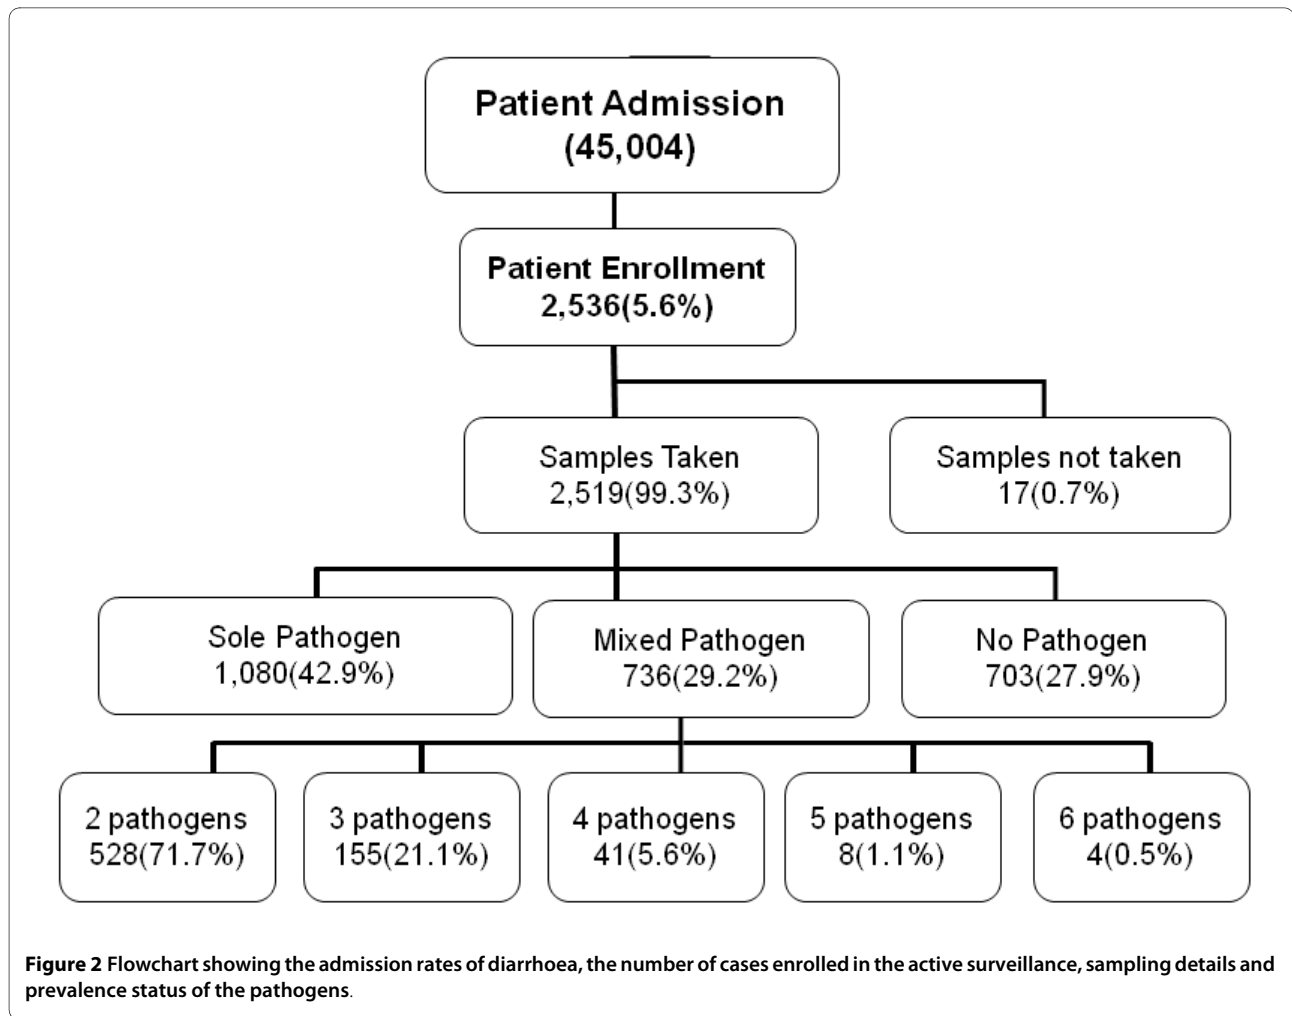 Patient Admission
(45,004)
Patient Enrollment
2,536(5.6%)
Samples Taken
2,519(99.3%)
Samples not taken
17(0.7%)
Sole Pathogen
1,080(42.9%)
Mixed Pathogen
736(29.2%)
No Pathogen
703(27.9%)
2 pathogens
528(71.7%)
3 pathogens
155(21.1%)
4 pathogens
41(5.6%)
5 pathogens
8(1.1%)
6 pathogens
4(0.5%)
Figure 2 Flowchart showing the admission rates of diarrhoea, the number of cases enrolled in the active surveillance, sampling details and
prevalence status of the pathogens.